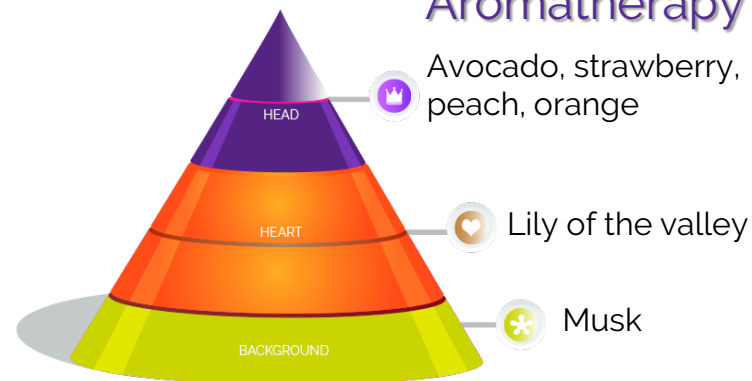 Aromatherapy
Avocado, strawberry,
peach, orange
HEAD
HEART
Lily of the valley
Musk
BACKGROUND